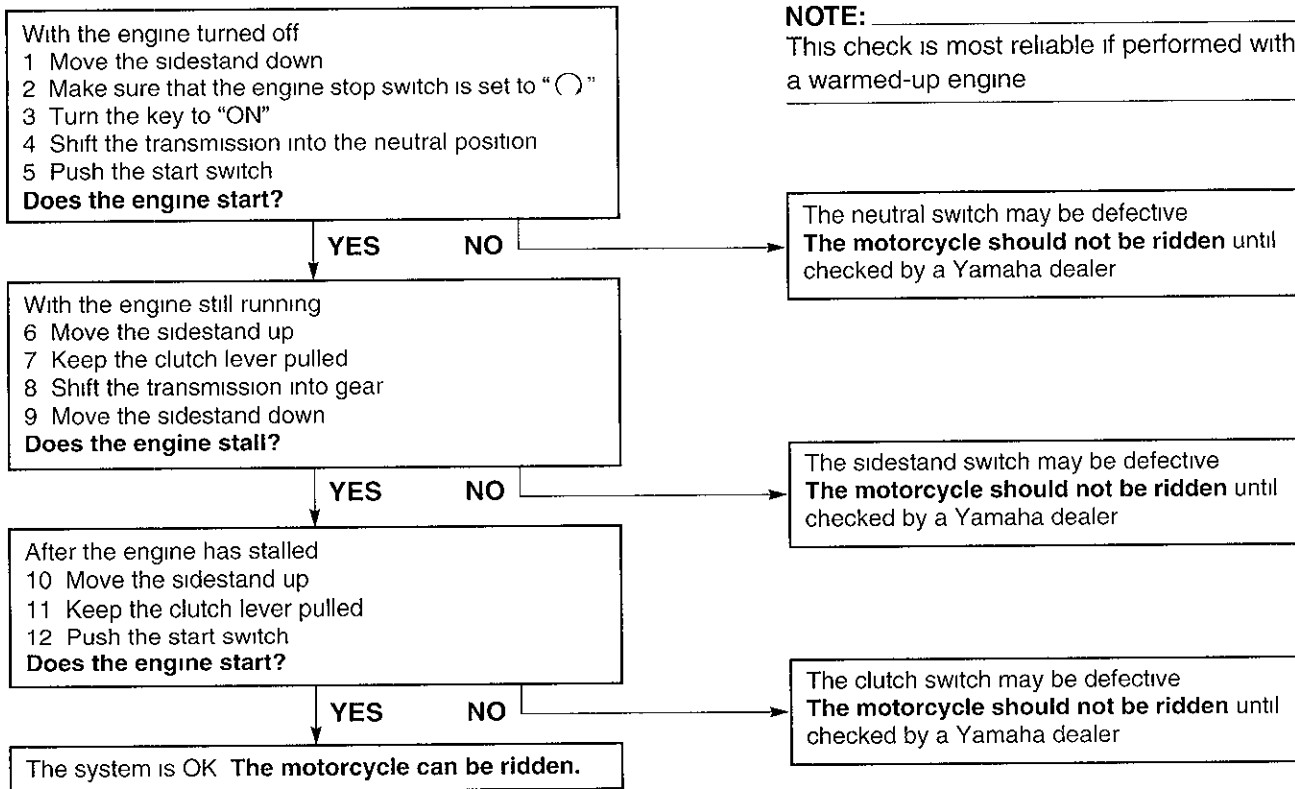 With the engine turned off
1 Move the sidestand down
2 Make sure that the engine stop switch is set to “○”
3 Turn the key to “ON”
4 Shift the transmission into the neutral position
5 Push the start switch
Does the engine start?
NOTE:
This check is most reliable if performed with
a warmed-up engine
YES NO
The neutral switch may be defective
The motorcycle should not be ridden until
checked by a Yamaha dealer
With the engine still running
6 Move the sidestand up
7 Keep the clutch lever pulled
8 Shift the transmission into gear
9 Move the sidestand down
Does the engine stall?
YES NO
The sidestand switch may be defective
The motorcycle should not be ridden until
checked by a Yamaha dealer
After the engine has stalled
10 Move the sidestand up
11 Keep the clutch lever pulled
12 Push the start switch
Does the engine start?
YES NO
The clutch switch may be defective
The motorcycle should not be ridden until
checked by a Yamaha dealer
The system is OK The motorcycle can be ridden.